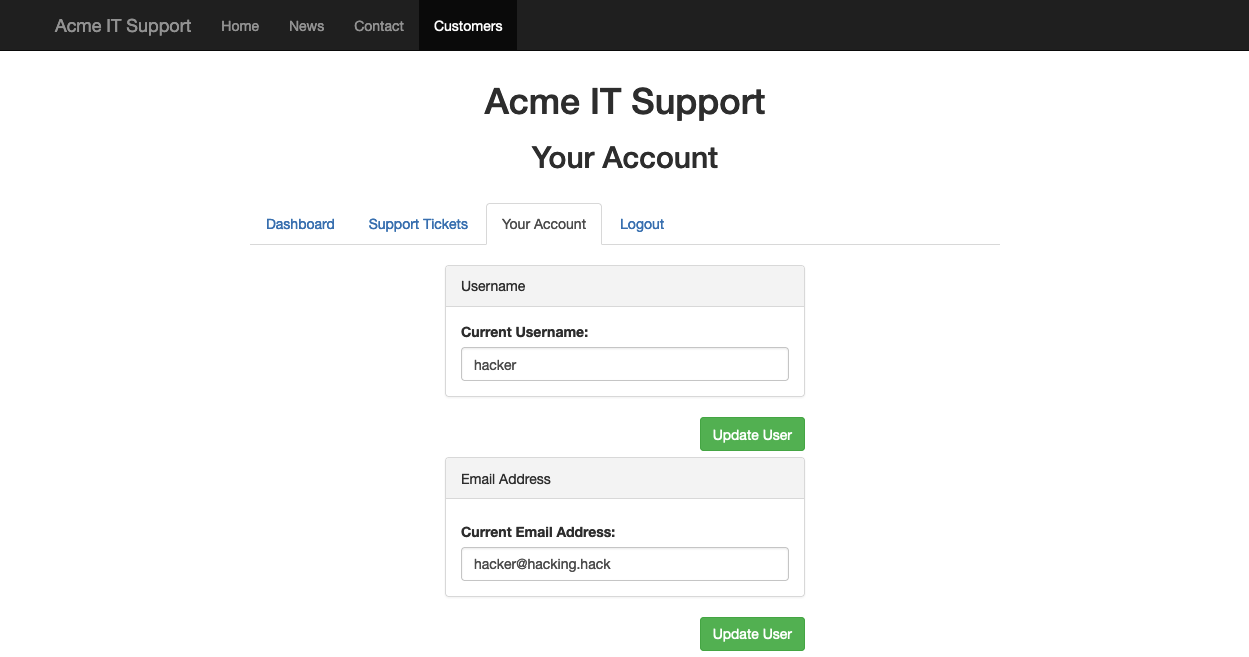 Acme IT Support Home News Contact Customers
Acme IT Support
Your Account
Dashboard Support Tickets Your Account Logout
Username
Current Username:
hacker
Update User
Email Address
Current Email Address:
hacker@hacking.hack
Update User